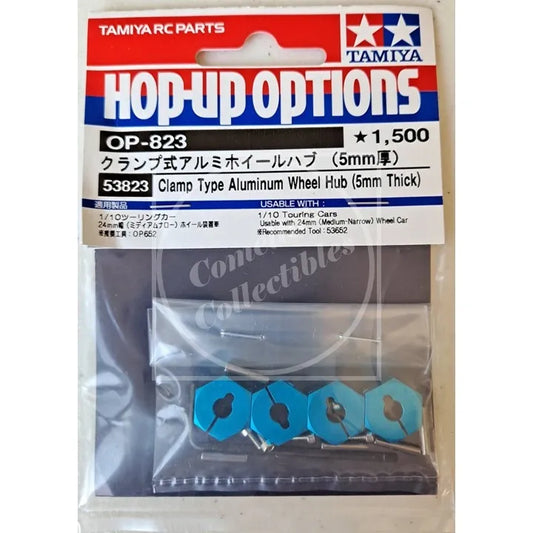 TAMIYA RC PARTS
TAMIYA
HOP-UP OPTIONS
OP-823
★1,500
クランプ式アルミホイールハブ (5mm厚)
53823 Clamp Type Aluminum Wheel Hub (5mm Thick)
適用製品
USABLE WITH :
1/10ツーリングカー
24mm幅 (ミディアムナロー) ホイール装着車
※推奨工具:OP.652
1/10 Touring Cars
Usable with 24mm (Medium-Narrow) Wheel Car
※Recommended Tool : 53652
Collectibles